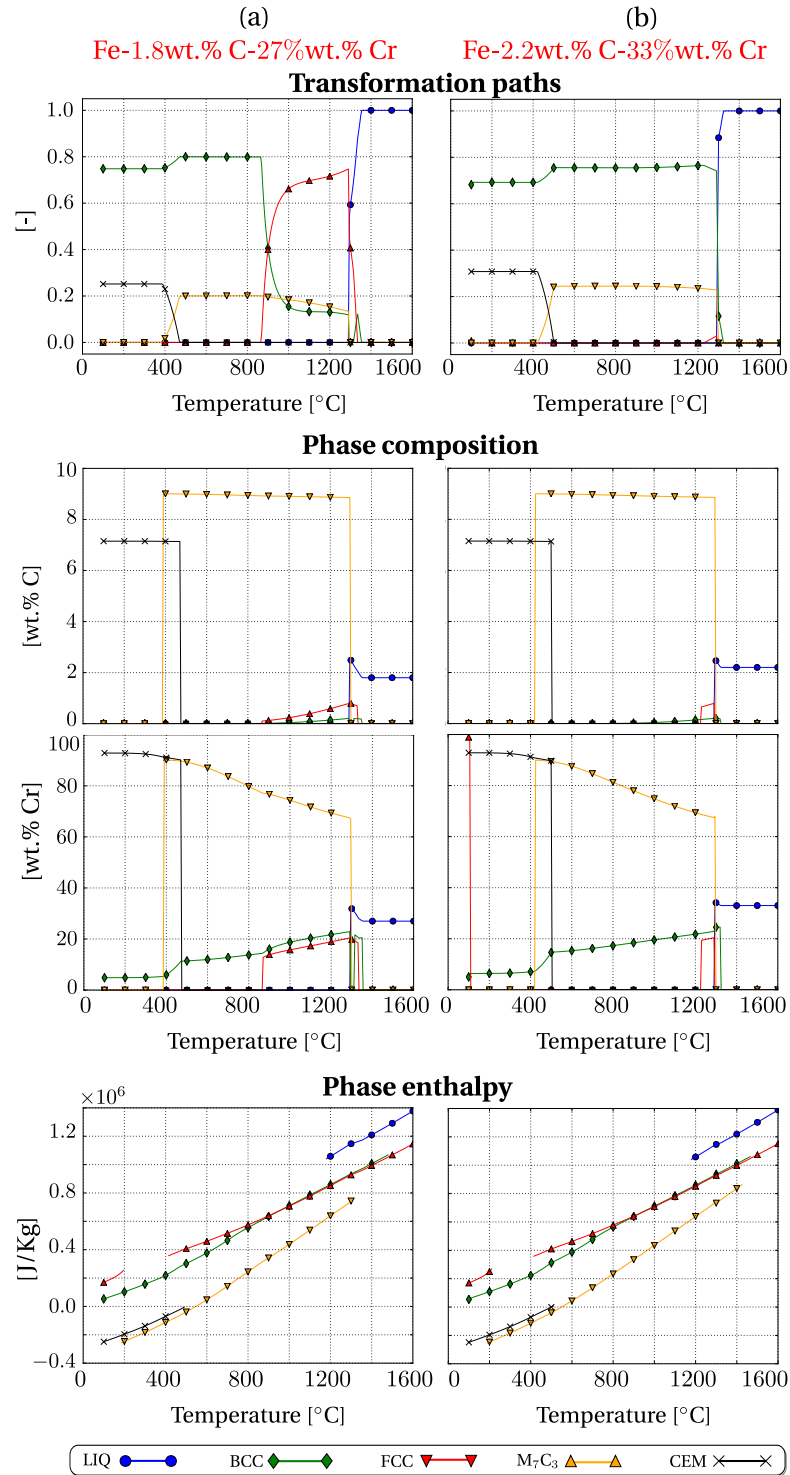 (a) (b)
Fe-1.8wt.% C-27%wt.% Cr Fe-2.2wt.% C-33%wt.% Cr
Transformation paths
1.0
0.8
0.6
0.4
0.2
0.0
[-]
0 400 800 1200 1600 0 400 800 1200 1600
Temperature [°C] Temperature [°C]
Phase composition
10
8
6
4
2
0
[wt.% C]
100
80
60
40
20
0
[wt.% Cr]
0 400 800 1200 1600 0 400 800 1200 1600
Temperature [°C] Temperature [°C]
Phase enthalpy
×10⁶
1.2
0.8
0.4
0.0
−0.4
[J/Kg]
0 400 800 1200 1600 0 400 800 1200 1600
Temperature [°C] Temperature [°C]
LIQ BCC FCC M₇C₃ CEM